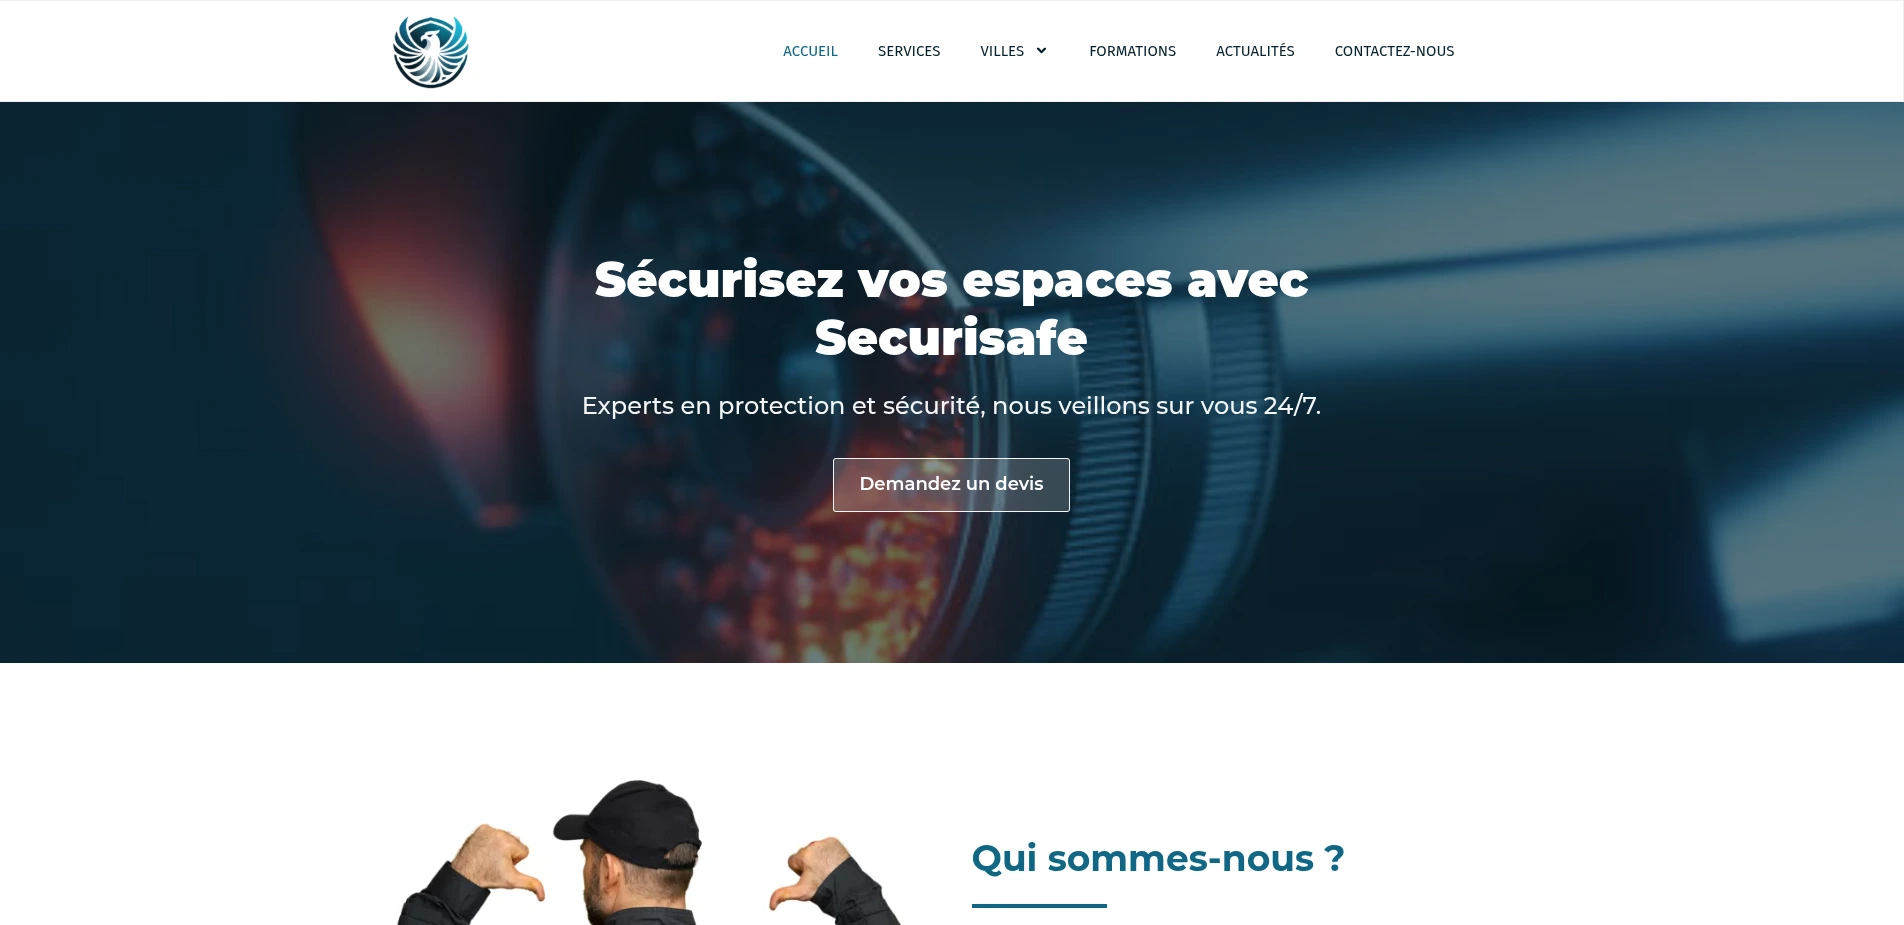 ACCUEIL
SERVICES
VILLES
FORMATIONS
ACTUALITÉS
CONTACTEZ-NOUS
Sécurisez vos espaces avec
Securisafe
Experts en protection et sécurité, nous veillons sur vous 24/7.
Demandez un devis
Qui sommes-nous ?